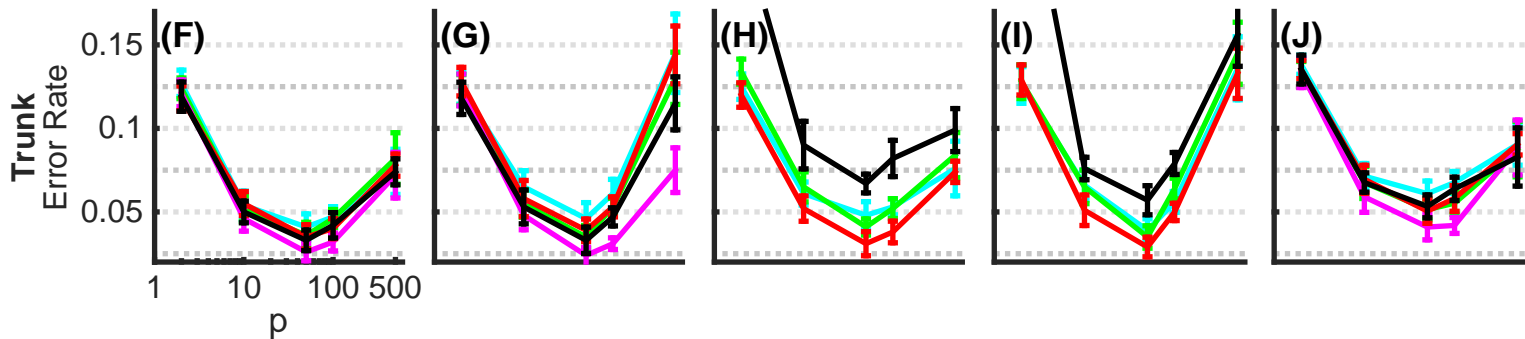 (F) (G) (H) (I) (J)
Trunk
Error Rate
0.15
0.1
0.05
1 10 100 500
p